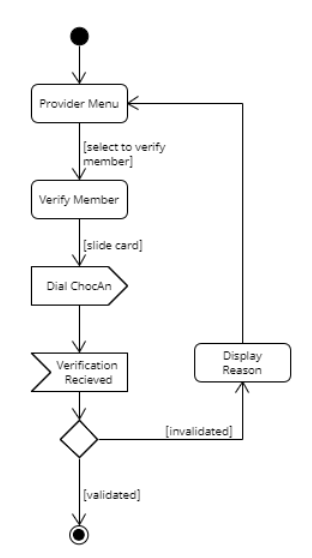 Provider Menu
[select to verify
member]
Verify Member
[slide card]
Dial ChocAn
Verification
Recieved
Display
Reason
[invalidated]
[validated]